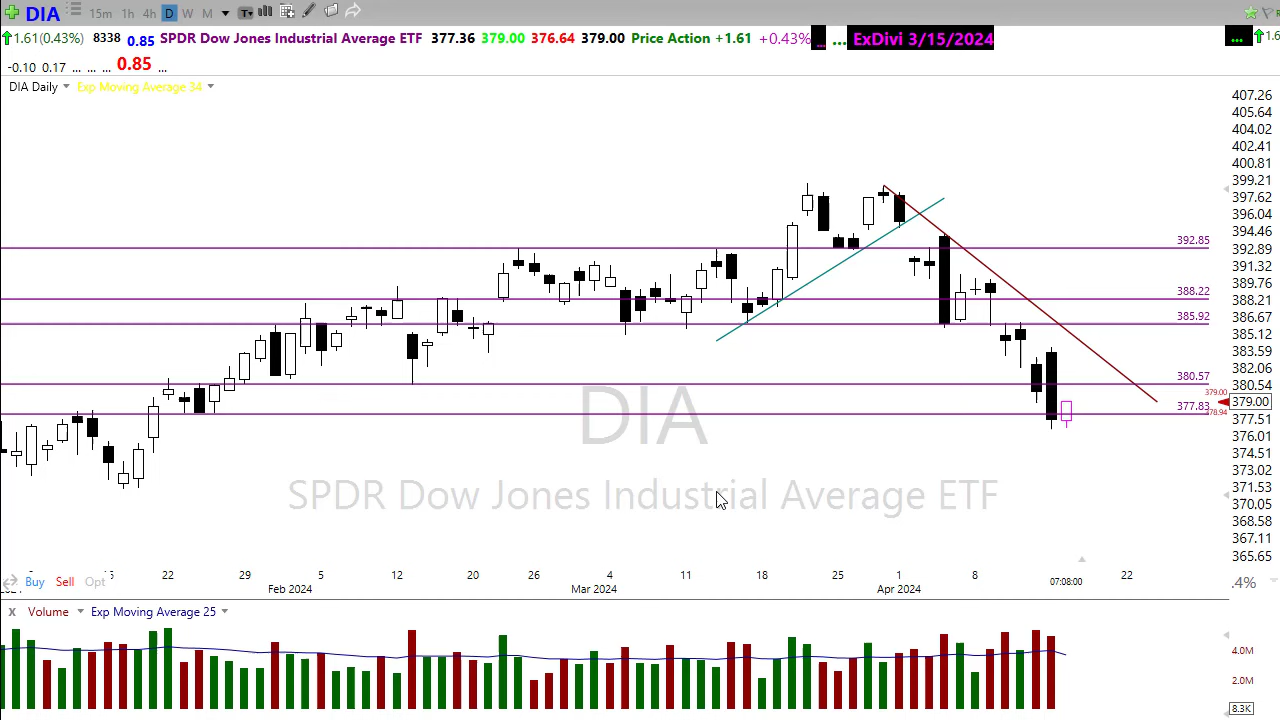 DIA 15m 1h 4h D W M T
1.61(0.43%) 8338 0.85 SPDR Dow Jones Industrial Average ETF 377.36 379.00 376.64 379.00 Price Action +1.61 +0.43% ... ... ExDivi 3/15/2024 ... 1.6
-0.10 0.17 ... ... ... 0.85 ...
DIA Daily Exp Moving Average 34
407.26
405.64
404.02
402.41
400.81
399.21
397.62
396.04
394.46
392.85
392.89
391.32
389.76
388.22
388.21
386.67
385.92
385.12
383.59
382.06
380.57
380.54
379.00
379.00
377.83
378.94
377.51
376.01
374.51
373.02
371.53
370.05
368.58
367.11
365.65
DIA
SPDR Dow Jones Industrial Average ETF
22 29 5 12 20 26 4 11 18 25 1 8 07:08:00 22
Feb 2024 Mar 2024 Apr 2024
Buy Sell Opt .4%
X Volume Exp Moving Average 25
4.0M
2.0M
8.3K